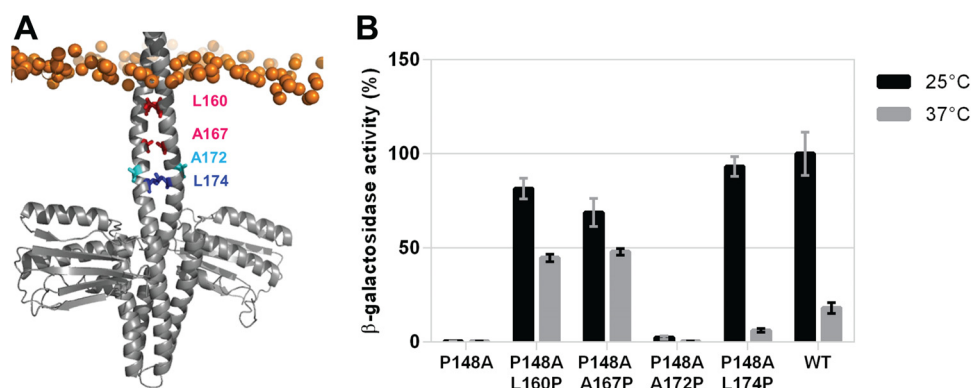 A
L160
A167
A172
L174
B
β-galactosidase activity (%)
150
100
50
0
P148A
P148A
L160P
P148A
A167P
P148A
A172P
P148A
L174P
WT
25°C
37°C